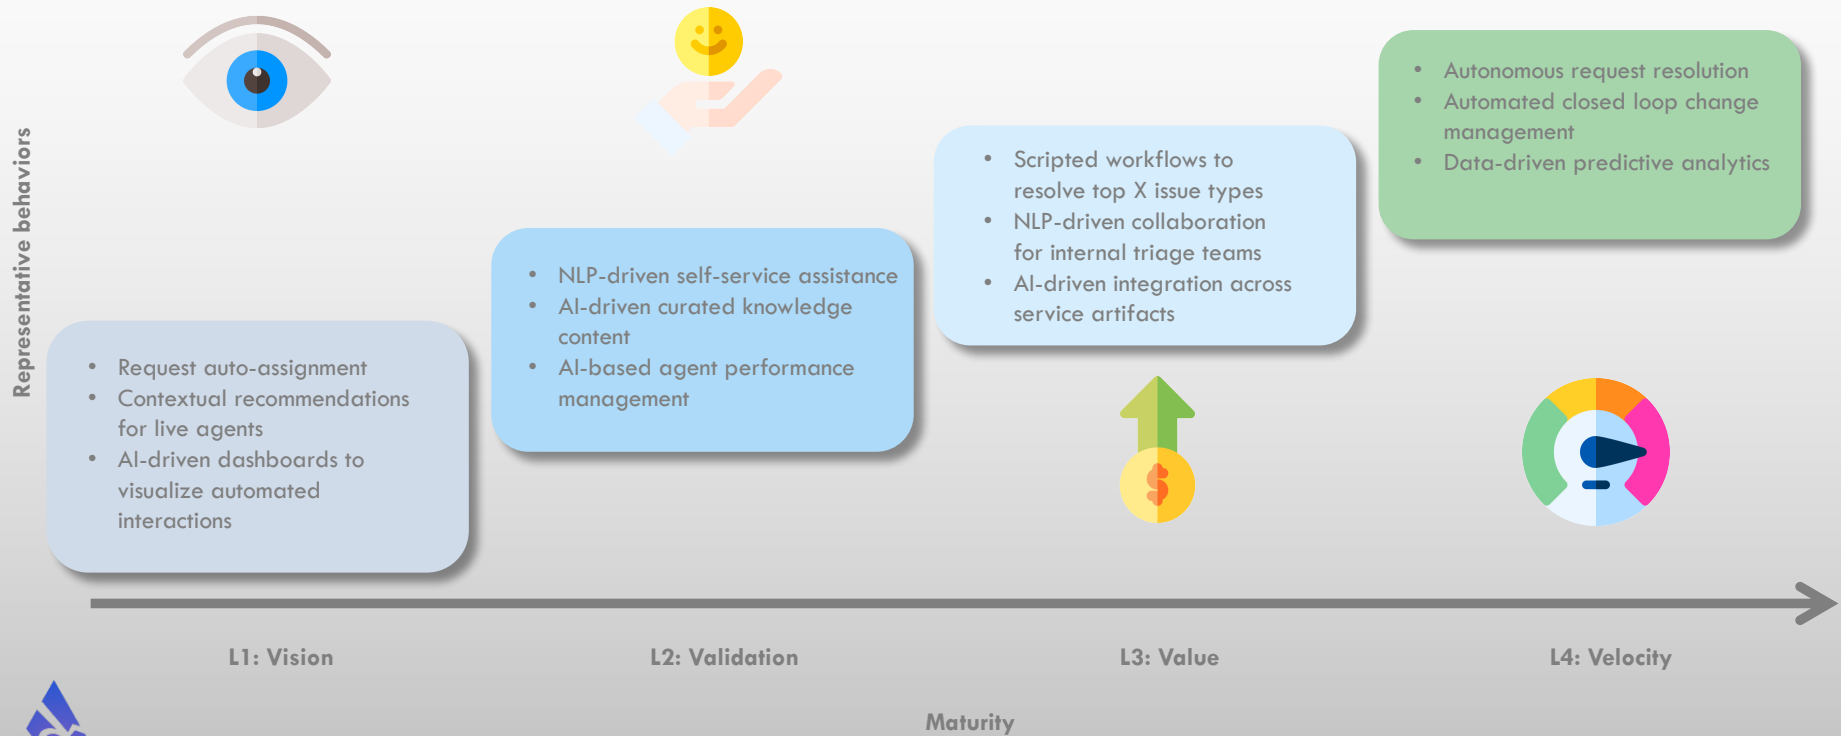 Representative behaviors
• Request auto-assignment
• Contextual recommendations
for live agents
• AI-driven dashboards to
visualize automated
interactions
• NLP-driven self-service assistance
• AI-driven curated knowledge
content
• AI-based agent performance
management
• Scripted workflows to
resolve top X issue types
• NLP-driven collaboration
for internal triage teams
• AI-driven integration across
service artifacts
• Autonomous request resolution
• Automated closed loop change
management
• Data-driven predictive analytics
$
L1: Vision
L2: Validation
L3: Value
L4: Velocity
Maturity